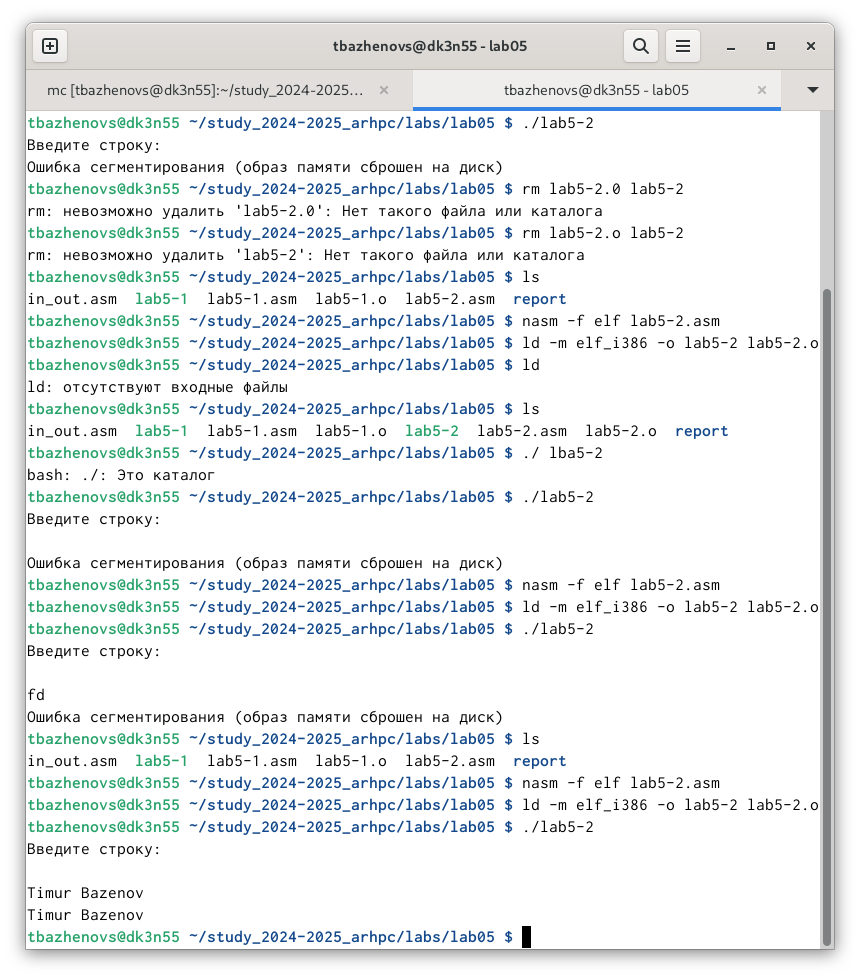 tbazhenovs@dk3n55 - lab05
mc [tbazhenovs@dk3n55]:~/study_2024-2025...
tbazhenovs@dk3n55 - lab05
tbazhenovs@dk3n55 ~/study_2024-2025_arhpc/labs/lab05 $ ./lab5-2
Введите строку:
Ошибка сегментирования (образ памяти сброшен на диск)
tbazhenovs@dk3n55 ~/study_2024-2025_arhpc/labs/lab05 $ rm lab5-2.0 lab5-2
rm: невозможно удалить 'lab5-2.0': Нет такого файла или каталога
tbazhenovs@dk3n55 ~/study_2024-2025_arhpc/labs/lab05 $ rm lab5-2.o lab5-2
rm: невозможно удалить 'lab5-2': Нет такого файла или каталога
tbazhenovs@dk3n55 ~/study_2024-2025_arhpc/labs/lab05 $ ls
in_out.asm  lab5-1  lab5-1.asm  lab5-1.o  lab5-2.asm  report
tbazhenovs@dk3n55 ~/study_2024-2025_arhpc/labs/lab05 $ nasm -f elf lab5-2.asm
tbazhenovs@dk3n55 ~/study_2024-2025_arhpc/labs/lab05 $ ld -m elf_i386 -o lab5-2 lab5-2.o
tbazhenovs@dk3n55 ~/study_2024-2025_arhpc/labs/lab05 $ ld
ld: отсутствуют входные файлы
tbazhenovs@dk3n55 ~/study_2024-2025_arhpc/labs/lab05 $ ls
in_out.asm  lab5-1  lab5-1.asm  lab5-1.o  lab5-2  lab5-2.asm  lab5-2.o  report
tbazhenovs@dk3n55 ~/study_2024-2025_arhpc/labs/lab05 $ ./ lba5-2
bash: ./: Это каталог
tbazhenovs@dk3n55 ~/study_2024-2025_arhpc/labs/lab05 $ ./lab5-2
Введите строку:
Ошибка сегментирования (образ памяти сброшен на диск)
tbazhenovs@dk3n55 ~/study_2024-2025_arhpc/labs/lab05 $ nasm -f elf lab5-2.asm
tbazhenovs@dk3n55 ~/study_2024-2025_arhpc/labs/lab05 $ ld -m elf_i386 -o lab5-2 lab5-2.o
tbazhenovs@dk3n55 ~/study_2024-2025_arhpc/labs/lab05 $ ./lab5-2
Введите строку:
fd
Ошибка сегментирования (образ памяти сброшен на диск)
tbazhenovs@dk3n55 ~/study_2024-2025_arhpc/labs/lab05 $ ls
in_out.asm  lab5-1  lab5-1.asm  lab5-1.o  lab5-2.asm  report
tbazhenovs@dk3n55 ~/study_2024-2025_arhpc/labs/lab05 $ nasm -f elf lab5-2.asm
tbazhenovs@dk3n55 ~/study_2024-2025_arhpc/labs/lab05 $ ld -m elf_i386 -o lab5-2 lab5-2.o
tbazhenovs@dk3n55 ~/study_2024-2025_arhpc/labs/lab05 $ ./lab5-2
Введите строку:
Timur Bazenov
Timur Bazenov
tbazhenovs@dk3n55 ~/study_2024-2025_arhpc/labs/lab05 $